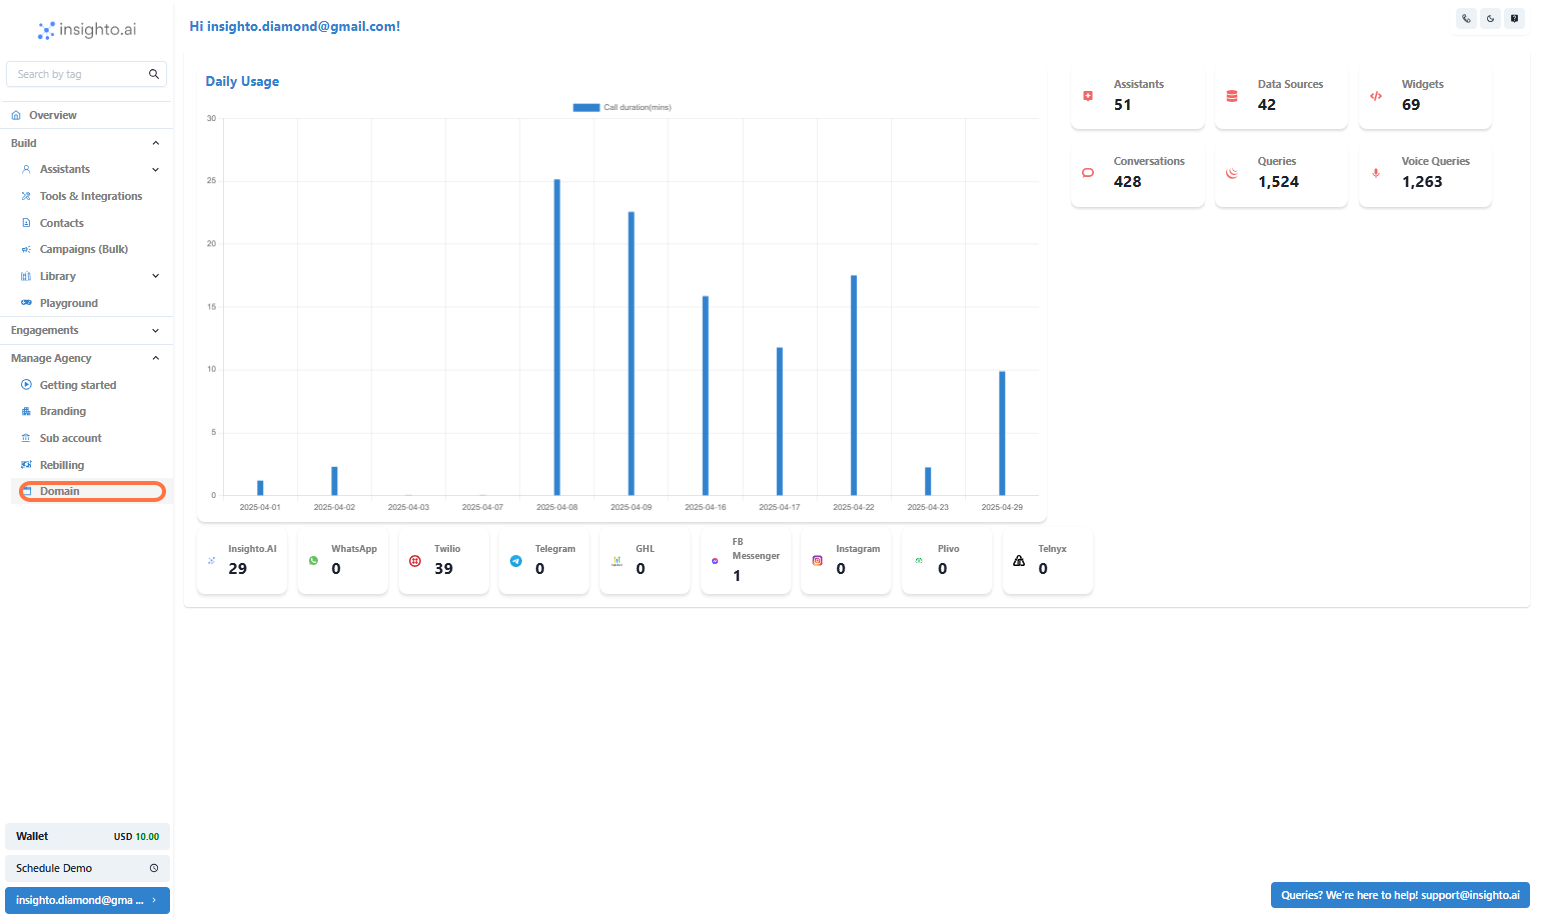 insighto.ai
Search by tag
Overview
Build
Assistants
Tools & Integrations
Contacts
Campaigns (Bulk)
Library
Playground
Engagements
Manage Agency
Getting started
Branding
Sub account
Rebilling
Domain
Wallet USD 10.00
Schedule Demo
insighto.diamond@gma ...
Hi insighto.diamond@gmail.com!
Daily Usage
Call duration(mins)
30
25
20
15
10
5
0
2025-04-01 2025-04-02 2025-04-03 2025-04-07 2025-04-08 2025-04-09 2025-04-16 2025-04-17 2025-04-22 2025-04-23 2025-04-29
Assistants
51
Data Sources
42
Widgets
69
Conversations
428
Queries
1,524
Voice Queries
1,263
Insighto.AI
29
WhatsApp
0
Twilio
39
Telegram
0
GHL
0
FB
Messenger
1
Instagram
0
Plivo
0
Telnyx
0
Queries? We're here to help! support@insighto.ai